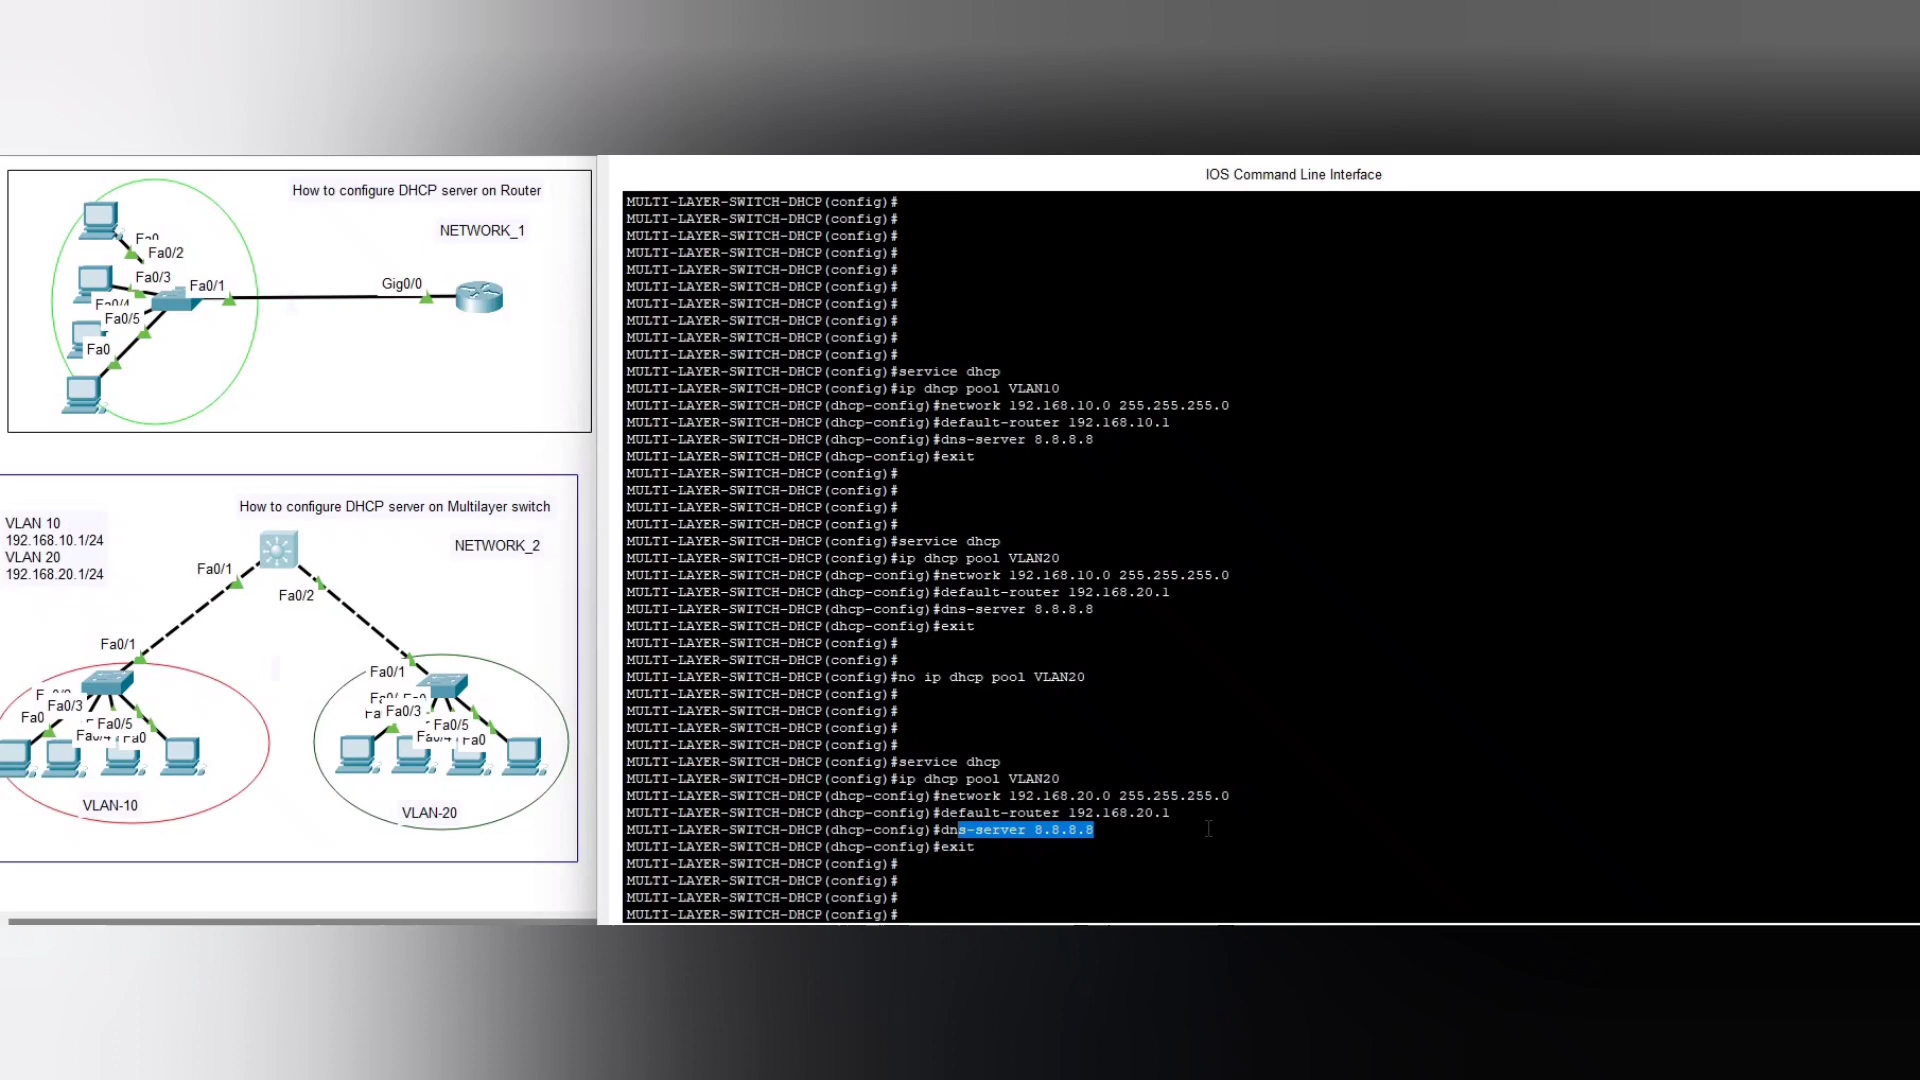 How to configure DHCP server on Router
NETWORK_1
Fa0
Fa0/2
Fa0/3
Fa0/1
Gig0/0
Fa0/4
Fa0/5
Fa0
How to configure DHCP server on Multilayer switch
NETWORK_2
VLAN 10
192.168.10.1/24
VLAN 20
192.168.20.1/24
Fa0/1
Fa0/2
Fa0/1
Fa0/3
Fa0
Fa0/5
Fa0
VLAN-10
Fa0/1
Fa0/3
Fa0/5
Fa0
VLAN-20
IOS Command Line Interface
MULTI-LAYER-SWITCH-DHCP(config)#
MULTI-LAYER-SWITCH-DHCP(config)#
MULTI-LAYER-SWITCH-DHCP(config)#
MULTI-LAYER-SWITCH-DHCP(config)#
MULTI-LAYER-SWITCH-DHCP(config)#
MULTI-LAYER-SWITCH-DHCP(config)#
MULTI-LAYER-SWITCH-DHCP(config)#
MULTI-LAYER-SWITCH-DHCP(config)#
MULTI-LAYER-SWITCH-DHCP(config)#
MULTI-LAYER-SWITCH-DHCP(config)#
MULTI-LAYER-SWITCH-DHCP(config)#service dhcp
MULTI-LAYER-SWITCH-DHCP(config)#ip dhcp pool VLAN10
MULTI-LAYER-SWITCH-DHCP(dhcp-config)#network 192.168.10.0 255.255.255.0
MULTI-LAYER-SWITCH-DHCP(dhcp-config)#default-router 192.168.10.1
MULTI-LAYER-SWITCH-DHCP(dhcp-config)#dns-server 8.8.8.8
MULTI-LAYER-SWITCH-DHCP(dhcp-config)#exit
MULTI-LAYER-SWITCH-DHCP(config)#
MULTI-LAYER-SWITCH-DHCP(config)#
MULTI-LAYER-SWITCH-DHCP(config)#
MULTI-LAYER-SWITCH-DHCP(config)#
MULTI-LAYER-SWITCH-DHCP(config)#service dhcp
MULTI-LAYER-SWITCH-DHCP(config)#ip dhcp pool VLAN20
MULTI-LAYER-SWITCH-DHCP(dhcp-config)#network 192.168.10.0 255.255.255.0
MULTI-LAYER-SWITCH-DHCP(dhcp-config)#default-router 192.168.20.1
MULTI-LAYER-SWITCH-DHCP(dhcp-config)#dns-server 8.8.8.8
MULTI-LAYER-SWITCH-DHCP(dhcp-config)#exit
MULTI-LAYER-SWITCH-DHCP(config)#
MULTI-LAYER-SWITCH-DHCP(config)#
MULTI-LAYER-SWITCH-DHCP(config)#no ip dhcp pool VLAN20
MULTI-LAYER-SWITCH-DHCP(config)#
MULTI-LAYER-SWITCH-DHCP(config)#
MULTI-LAYER-SWITCH-DHCP(config)#
MULTI-LAYER-SWITCH-DHCP(config)#
MULTI-LAYER-SWITCH-DHCP(config)#service dhcp
MULTI-LAYER-SWITCH-DHCP(config)#ip dhcp pool VLAN20
MULTI-LAYER-SWITCH-DHCP(dhcp-config)#network 192.168.20.0 255.255.255.0
MULTI-LAYER-SWITCH-DHCP(dhcp-config)#default-router 192.168.20.1
MULTI-LAYER-SWITCH-DHCP(dhcp-config)#dns-server 8.8.8.8
MULTI-LAYER-SWITCH-DHCP(dhcp-config)#exit
MULTI-LAYER-SWITCH-DHCP(config)#
MULTI-LAYER-SWITCH-DHCP(config)#
MULTI-LAYER-SWITCH-DHCP(config)#
MULTI-LAYER-SWITCH-DHCP(config)#